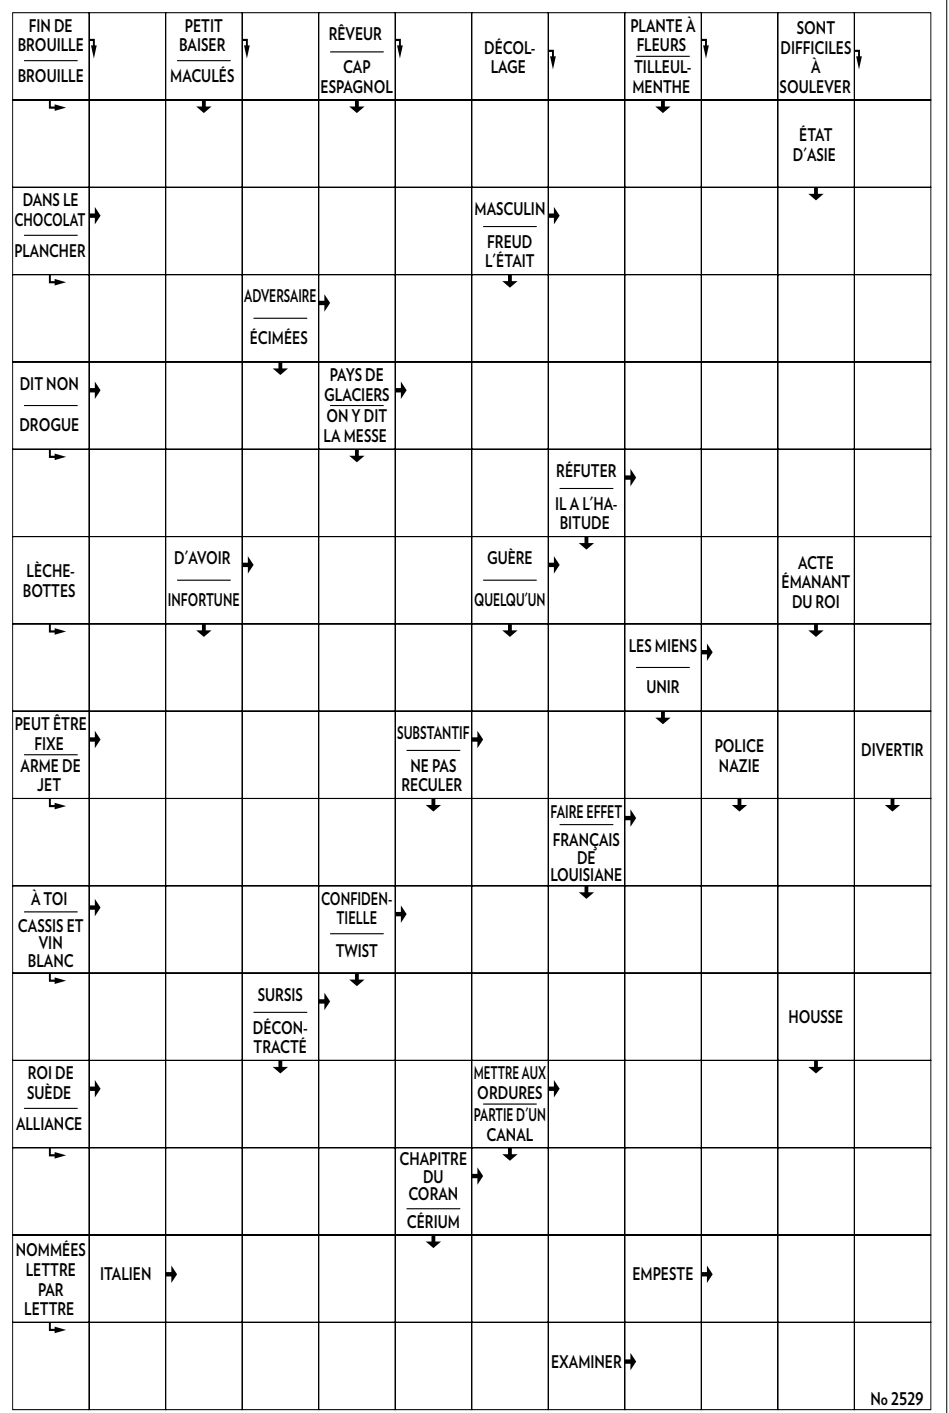 FIN DE
BROUILLE
BROUILLE
PETIT
BAISER
MACULÉS
RÊVEUR
CAP
ESPAGNOL
DÉCOL-
LAGE
PLANTE À
FLEURS
TILLEUL-
MENTHE
SONT
DIFFICILES
À
SOULEVER
ÉTAT
D'ASIE
DANS LE
CHOCOLAT
PLANCHER
MASCULIN
FREUD
L'ÉTAIT
ADVERSAIRE
ÉCIMÉES
DIT NON
DROGUE
PAYS DE
GLACIERS
ON Y DIT
LA MESSE
RÉFUTER
IL A L'HA-
BITUDE
LÈCHE-
BOTTES
D'AVOIR
INFORTUNE
GUÈRE
QUELQU'UN
ACTE
ÉMANANT
DU ROI
LES MIENS
UNIR
PEUT ÊTRE
FIXE
ARME DE
JET
SUBSTANTIF
NE PAS
RECULER
POLICE
NAZIE
DIVERTIR
FAIRE EFFET
FRANÇAIS
DE
LOUISIANE
À TOI
CASSIS ET
VIN
BLANC
CONFIDEN-
TIELLE
TWIST
SURSIS
DÉCON-
TRACTÉ
HOUSSE
ROI DE
SUÈDE
ALLIANCE
METTRE AUX
ORDURES
PARTIE D'UN
CANAL
CHAPITRE
DU
CORAN
CÉRIUM
NOMMÉES
LETTRE
PAR
LETTRE
ITALIEN
EMPESTE
EXAMINER
No 2529